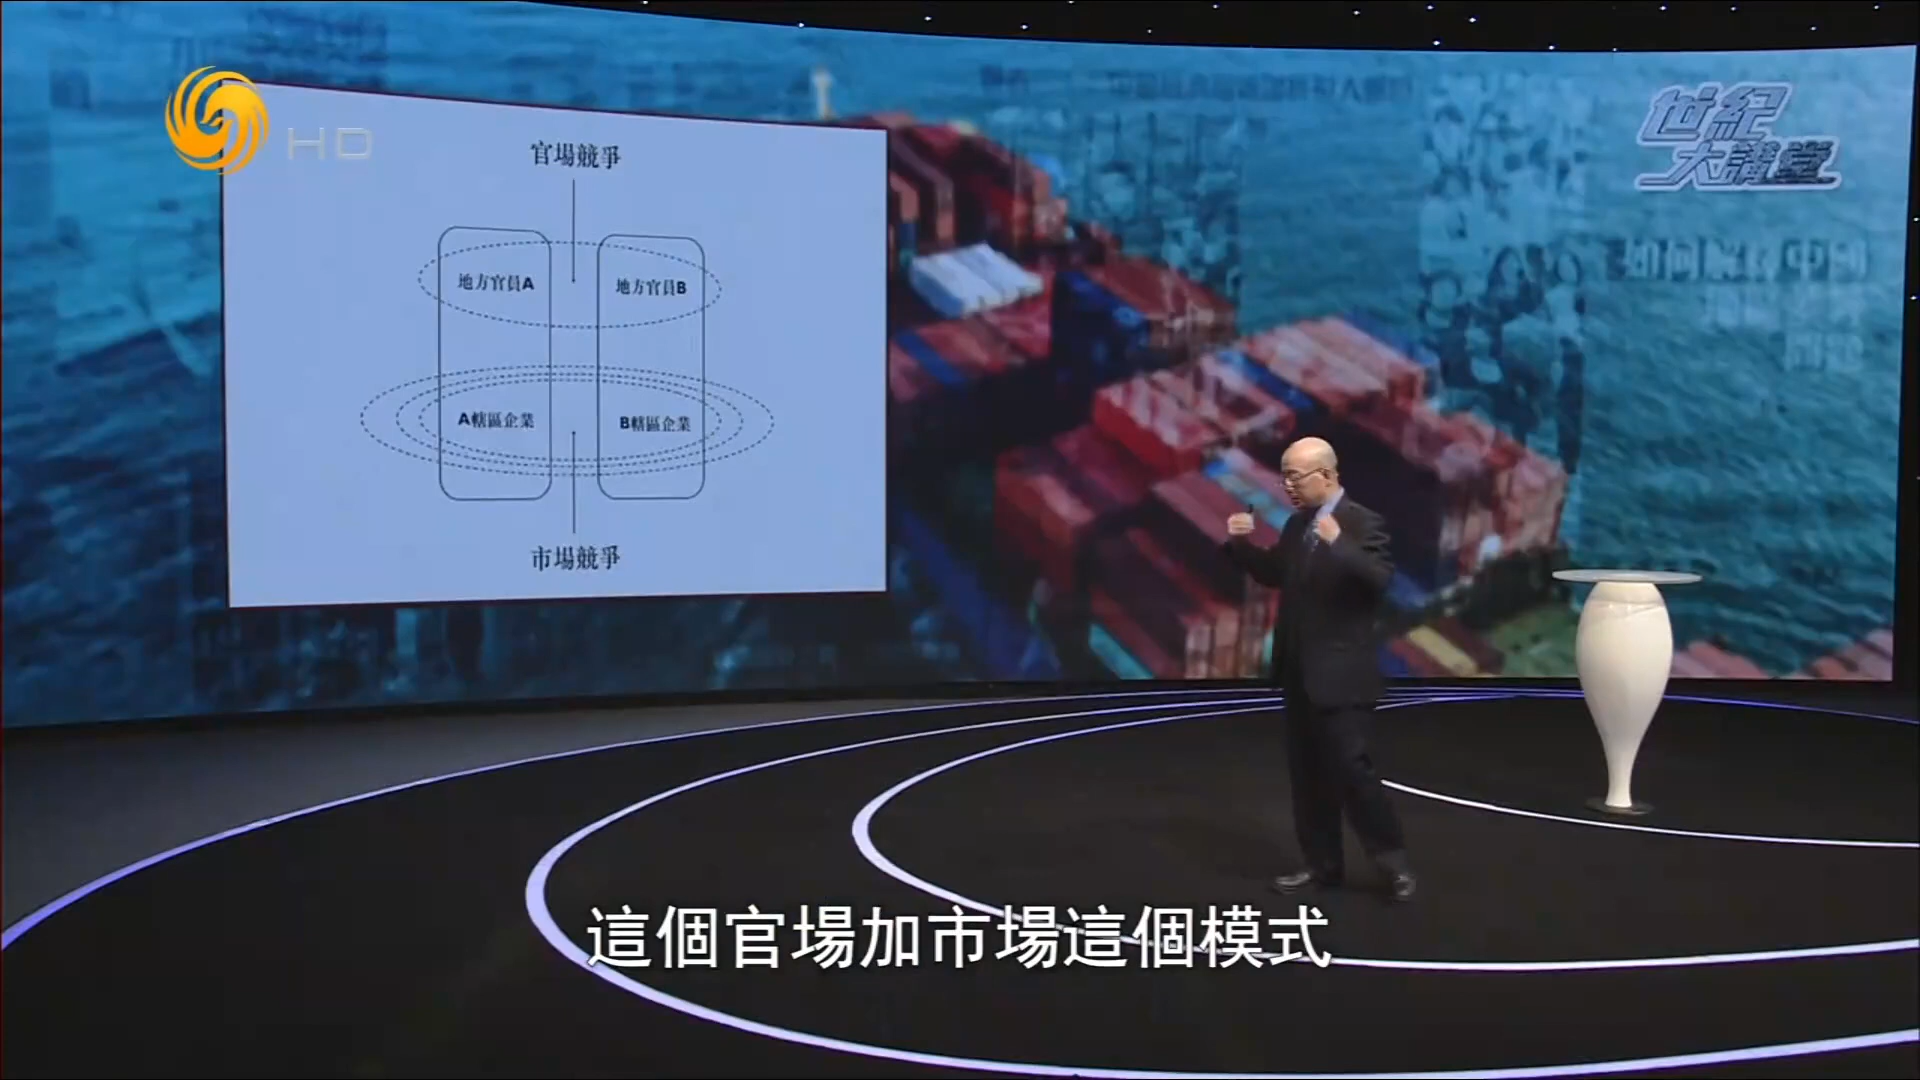 HD
世紀
大講堂
官場競爭
地方官員A
地方官員B
A轄區企業
B轄區企業
市場競爭
這個官場加市場這個模式